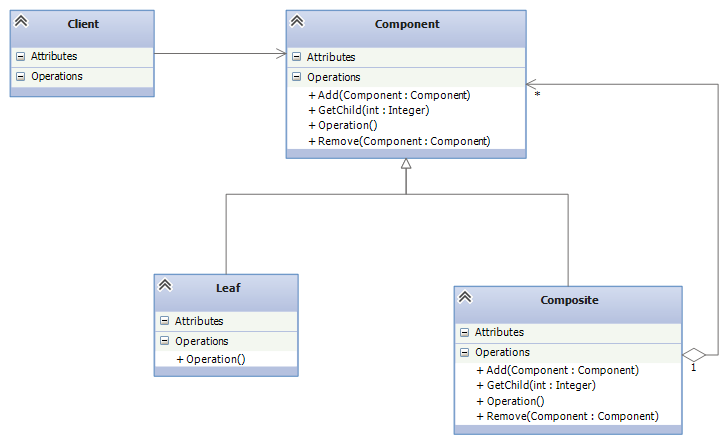 Client
Attributes
Operations
Component
Attributes
Operations
+ Add(Component : Component)
+ GetChild(int : Integer)
+ Operation()
+ Remove(Component : Component)
*
Leaf
Attributes
Operations
+ Operation()
Composite
Attributes
Operations
+ Add(Component : Component)
+ GetChild(int : Integer)
+ Operation()
+ Remove(Component : Component)
1